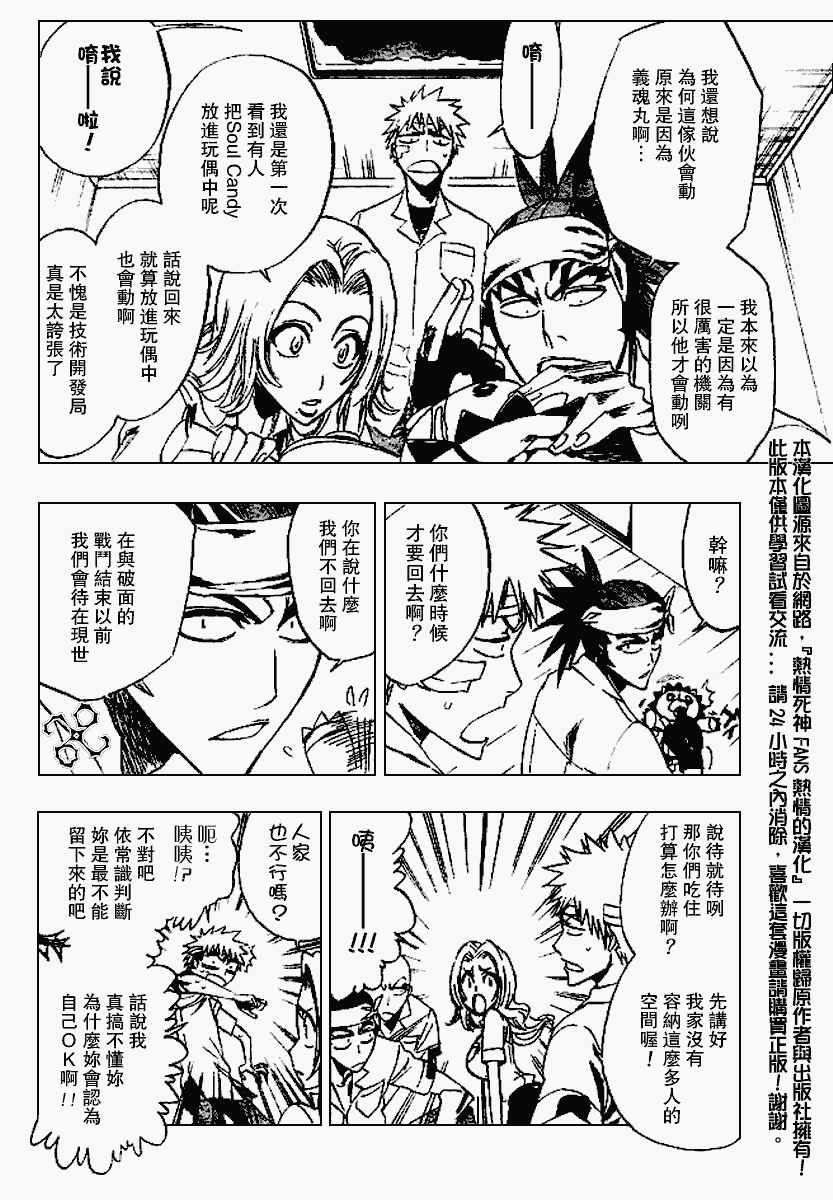 我還想說
為何這傢伙會動
原來是因為
義魂丸啊…
我本來以為
一定是因為有
很厲害的機關
所以他才會動咧
唷——
我還是第一次
看到有人
把Soul Candy
放進玩偶中呢
話說回來
就算放進玩偶中
也會動啊
不愧是技術開發局
真是太誇張了
我說
唷——啦！
幹嘛？
你們什麼時候
才要回去啊？
你在說什麼
我們不回去啊
在與破面的
戰鬥結束以前
我們會待在現世
說待就待咧
那你們吃住
打算怎麼辦啊？
先講好
我家沒有
容納這麼多人的
空間喔！
咦——!!!
人家
也不行嗎？
呃…
咦咦!?
不對吧
依常識判斷
妳是最不能
留下來的吧
話說我
真搞不懂妳
為什麼妳會認為
自己OK啊!!
本漢化圖源來自於網路，『熱情死神FANS熱情的漢化』一切版權歸原作者與出版社擁有！
此版本僅供學習試看交流... 請24小時之內消除，喜歡這套漫畫請購買正版！謝謝。